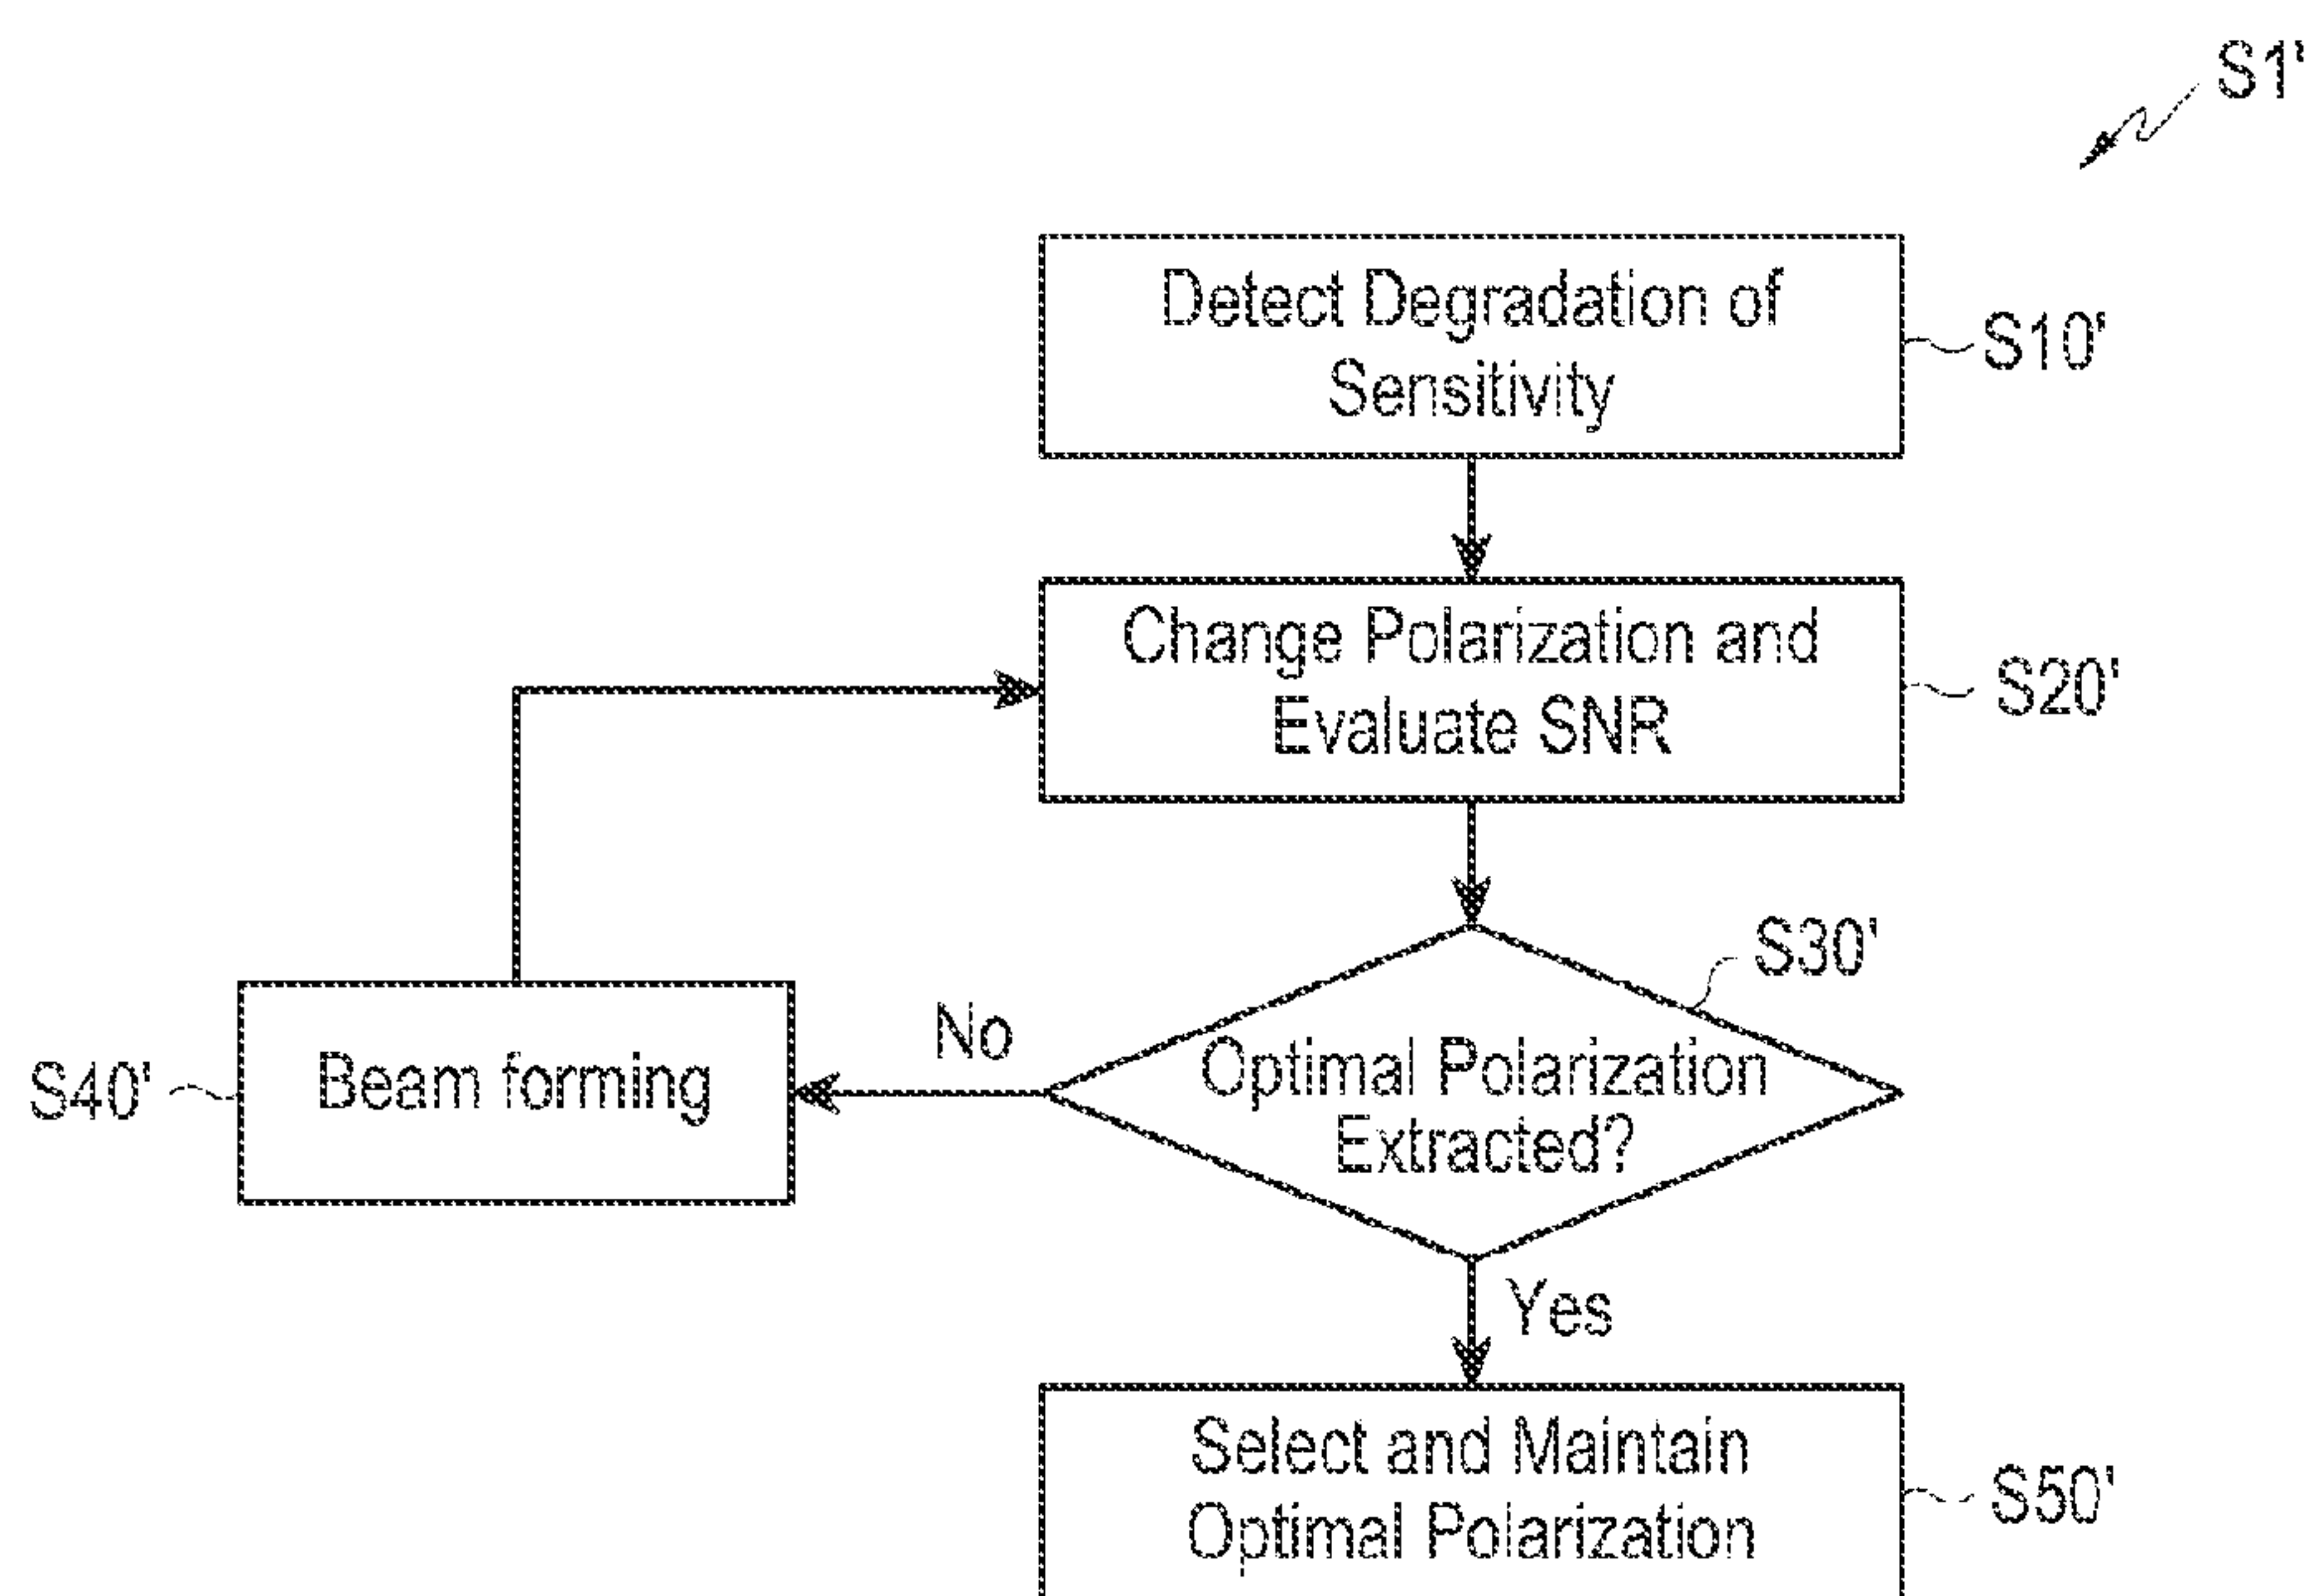 S1'
Detect Degradation of
Sensitivity
S10'
Change Polarization and
Evaluate SNR
S20'
S30'
Optimal Polarization
Extracted?
No
Beam forming
S40'
Yes
Select and Maintain
Optimal Polarization
S50'